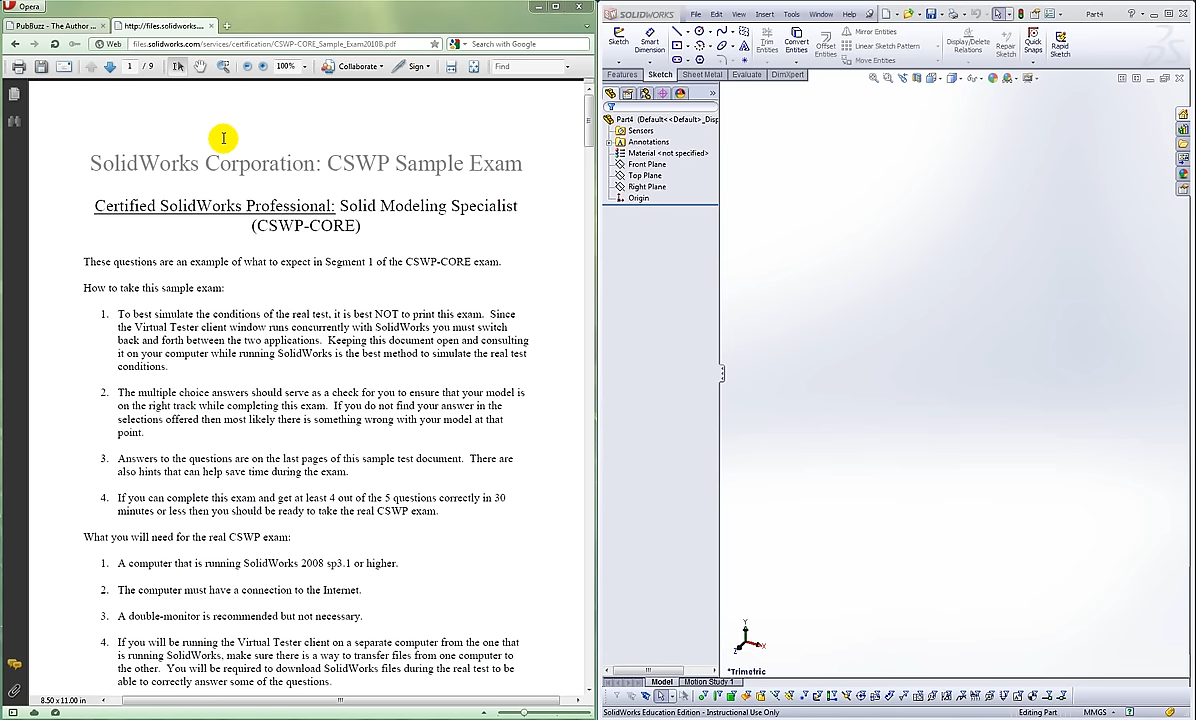 Opera
PubBuzz - The Author ...
http://files.solidworks....
Web
files.solidworks.com/services/certification/CSWP-CORE_Sample_Exam2010B.pdf
Search with Google
1 / 9
100%
Collaborate
Sign
Find
SolidWorks Corporation: CSWP Sample Exam
Certified SolidWorks Professional: Solid Modeling Specialist
(CSWP-CORE)
These questions are an example of what to expect in Segment 1 of the CSWP-CORE exam.
How to take this sample exam:
1. To best simulate the conditions of the real test, it is best NOT to print this exam. Since
the Virtual Tester client window runs concurrently with SolidWorks you must switch
back and forth between the two applications. Keeping this document open and consulting
it on your computer while running SolidWorks is the best method to simulate the real test
conditions.
2. The multiple choice answers should serve as a check for you to ensure that your model is
on the right track while completing this exam. If you do not find your answer in the
selections offered then most likely there is something wrong with your model at that
point.
3. Answers to the questions are on the last pages of this sample test document. There are
also hints that can help save time during the exam.
4. If you can complete this exam and get at least 4 out of the 5 questions correctly in 30
minutes or less then you should be ready to take the real CSWP exam.
What you will need for the real CSWP exam:
1. A computer that is running SolidWorks 2008 sp3.1 or higher.
2. The computer must have a connection to the Internet.
3. A double-monitor is recommended but not necessary.
4. If you will be running the Virtual Tester client on a separate computer from the one that
is running SolidWorks, make sure there is a way to transfer files from one computer to
the other. You will be required to download SolidWorks files during the real test to be
able to correctly answer some of the questions.
8.50 x 11.00 in
SOLIDWORKS
File Edit View Insert Tools Window Help
Part4
Sketch
Smart Dimension
Trim Entities
Convert Entities
Offset Entities
Mirror Entities
Linear Sketch Pattern
Move Entities
Display/Delete Relations
Repair Sketch
Quick Snaps
Rapid Sketch
Features Sketch Sheet Metal Evaluate DimXpert
Part4 (Default<<Default>_Disp
Sensors
Annotations
Material <not specified>
Front Plane
Top Plane
Right Plane
Origin
Y
X
Z
*Trimetric
Model Motion Study 1
SolidWorks Education Edition - Instructional Use Only
Editing Part
MMGS